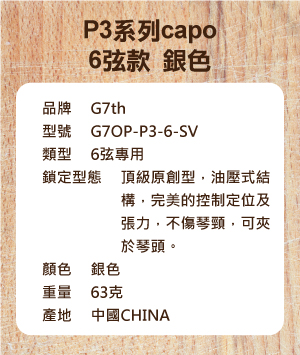 P3系列capo
6弦款 銀色
品牌 G7th
型號 G7OP-P3-6-SV
類型 6弦專用
鎖定型態 頂級原創型，油壓式結
構，完美的控制定位及
張力，不傷琴頸，可夾
於琴頭。
顏色 銀色
重量 63克
產地 中國CHINA